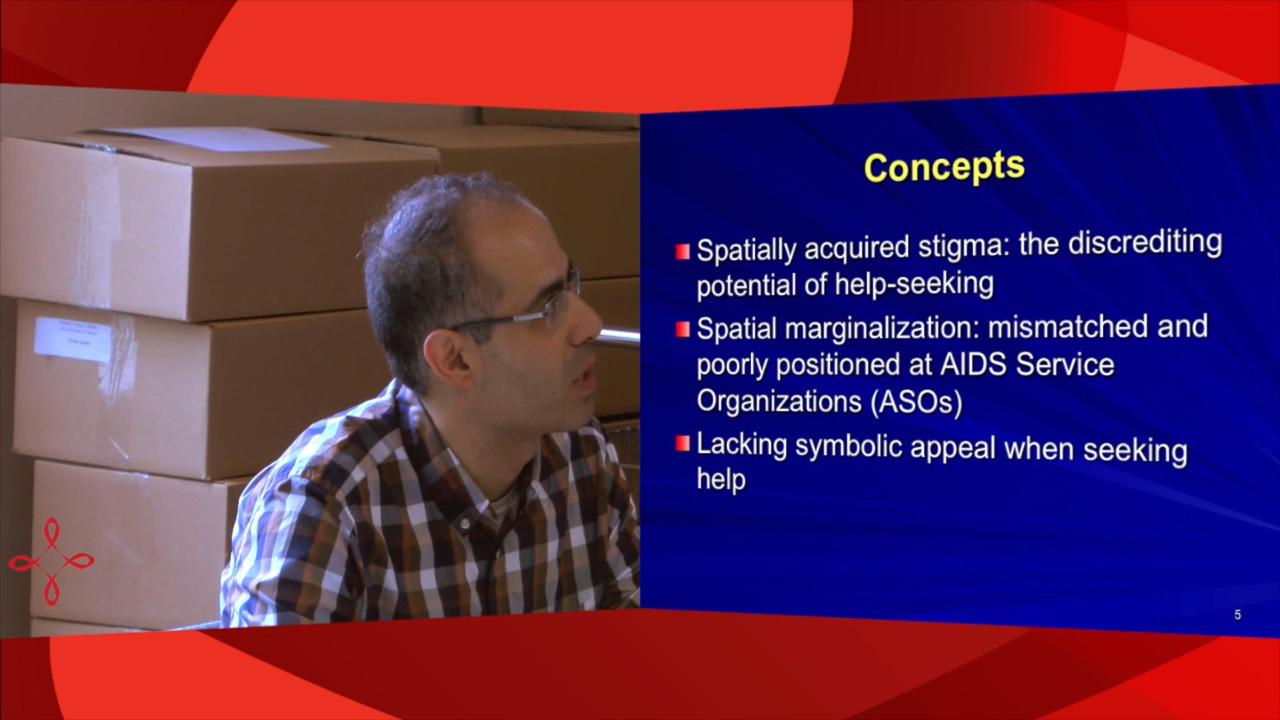 Concepts
Spatially acquired stigma: the discrediting
potential of help-seeking
Spatial marginalization: mismatched and
poorly positioned at AIDS Service
Organizations (ASOs)
Lacking symbolic appeal when seeking
help
5